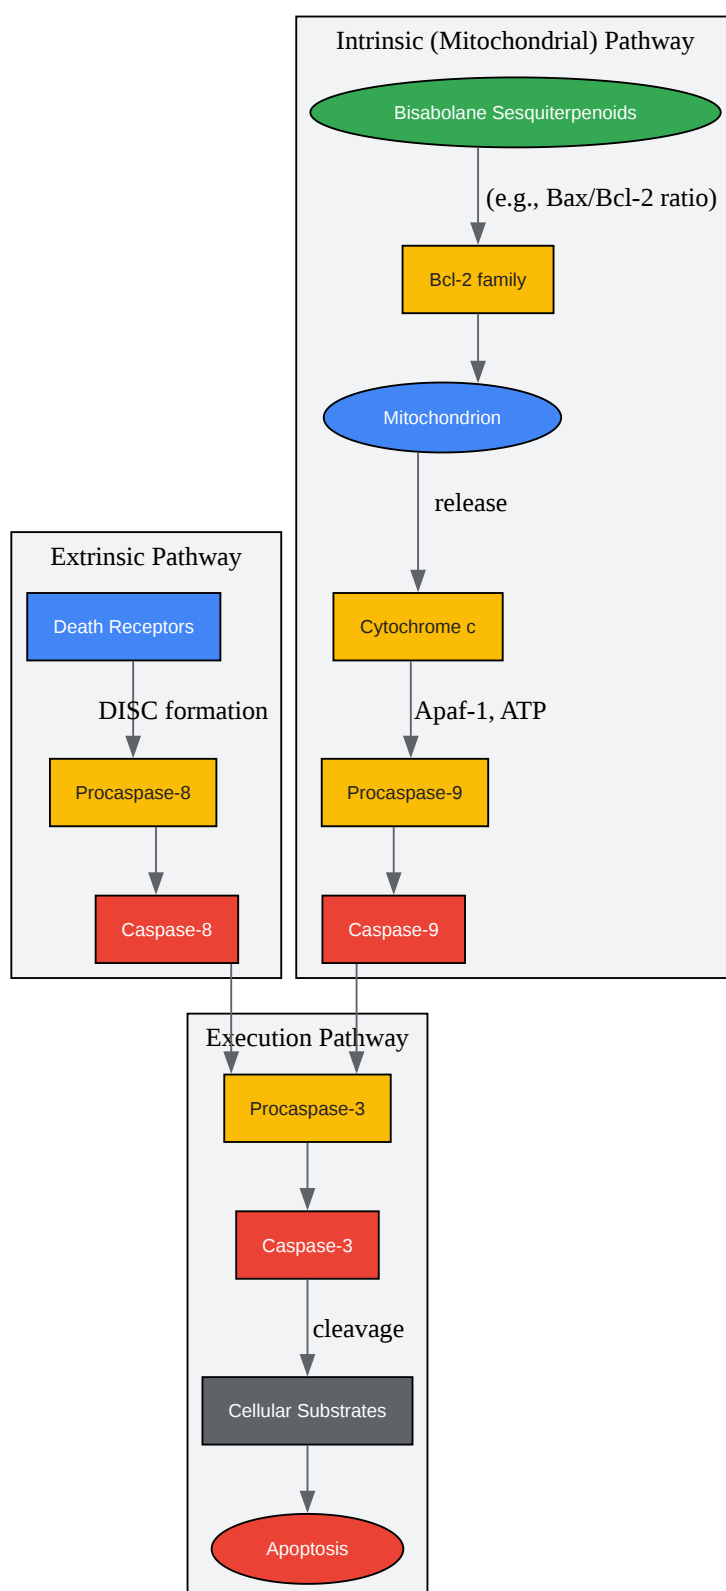 Intrinsic (Mitochondrial) Pathway
Bisabolane Sesquiterpenoids
(e.g., Bax/Bcl-2 ratio)
Bcl-2 family
Mitochondrion
release
Cytochrome c
Apaf-1, ATP
Procaspase-9
Caspase-9
Extrinsic Pathway
Death Receptors
DISC formation
Procaspase-8
Caspase-8
Execution Pathway
Procaspase-3
Caspase-3
cleavage
Cellular Substrates
Apoptosis